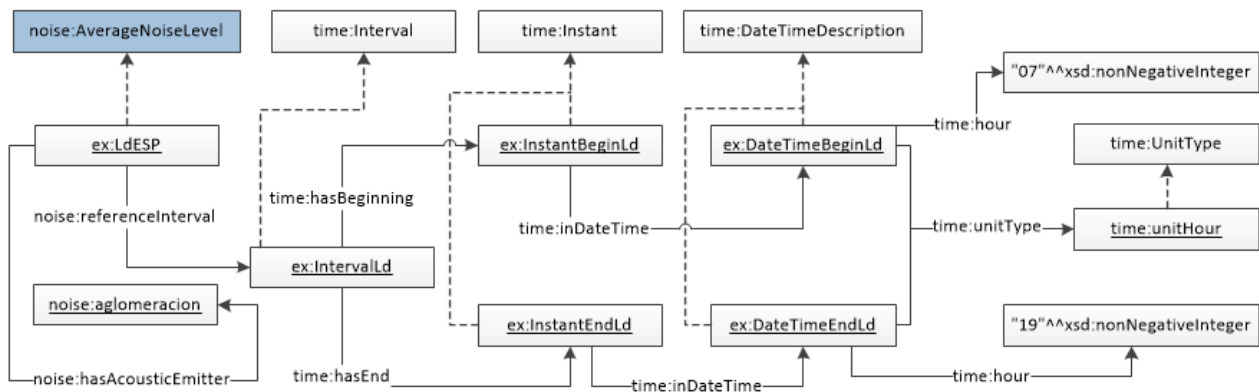 noise:AverageNoiseLevel
time:Interval
time:Instant
time:DateTimeDescription
"07"^^xsd:nonNegativeInteger
time:hour
ex:LdESP
ex:InstantBeginLd
ex:DateTimeBeginLd
time:UnitType
time:hasBeginning
noise:referenceInterval
time:inDateTime
time:unitType
time:unitHour
ex:IntervalLd
noise:aglomeracion
ex:InstantEndLd
ex:DateTimeEndLd
"19"^^xsd:nonNegativeInteger
noise:hasAcousticEmitter
time:hasEnd
time:inDateTime
time:hour